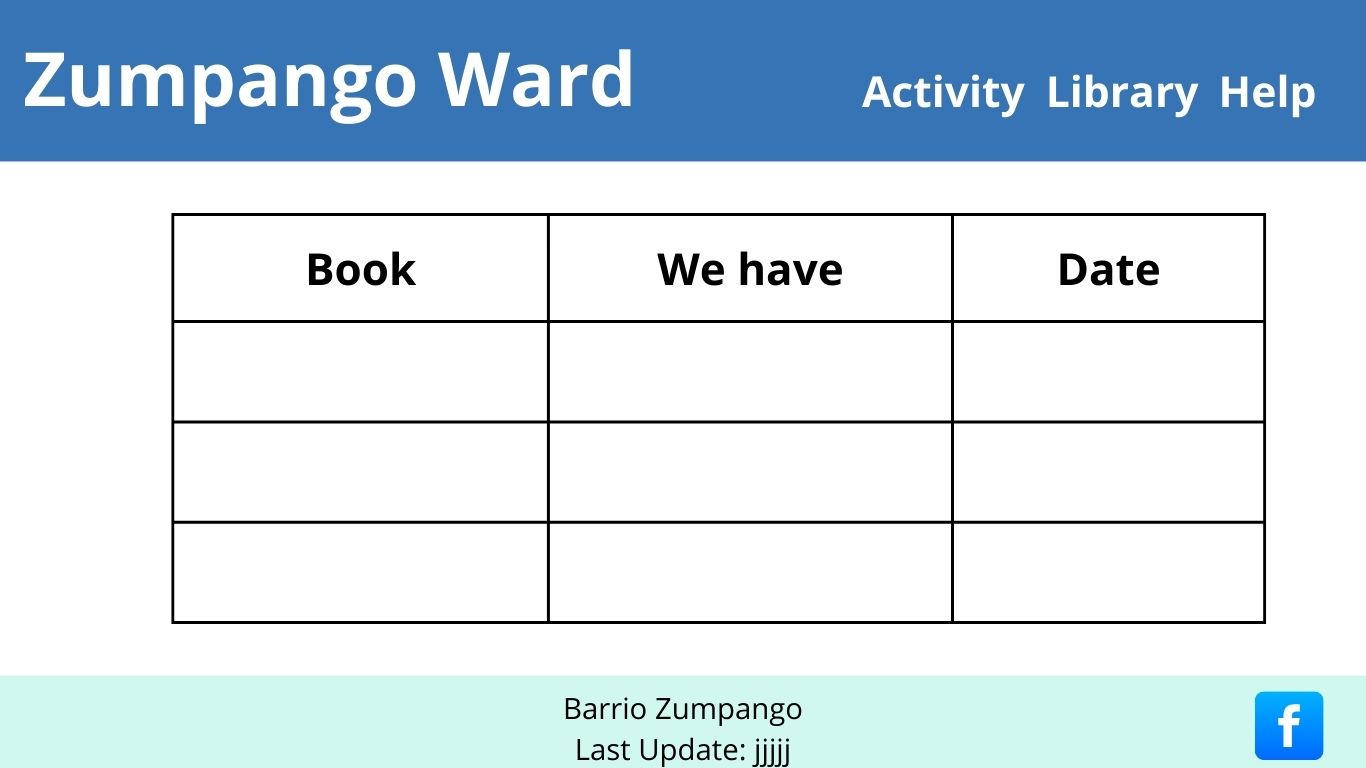 Zumpango Ward
Activity Library Help
Book We have Date
Barrio Zumpango
Last Update: jjjjj
f